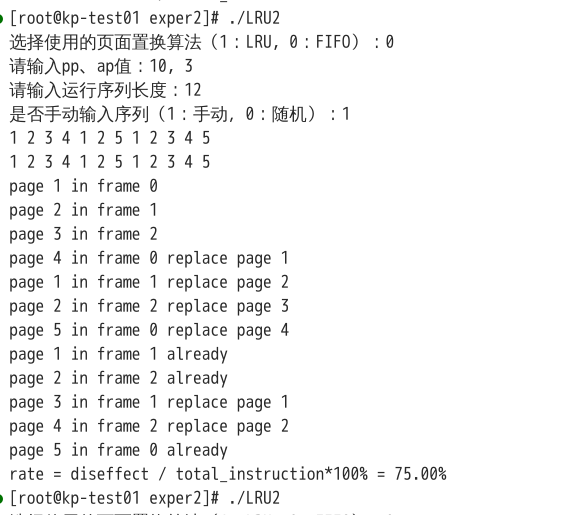 [root@kp-test01 exper2]# ./LRU2
选择使用的页面置换算法（1：LRU, 0：FIFO）：0
请输入pp、ap值：10, 3
请输入运行序列长度：12
是否手动输入序列（1：手动, 0：随机）：1
1 2 3 4 1 2 5 1 2 3 4 5
1 2 3 4 1 2 5 1 2 3 4 5
page 1 in frame 0
page 2 in frame 1
page 3 in frame 2
page 4 in frame 0 replace page 1
page 1 in frame 1 replace page 2
page 2 in frame 2 replace page 3
page 5 in frame 0 replace page 4
page 1 in frame 1 already
page 2 in frame 2 already
page 3 in frame 1 replace page 1
page 4 in frame 2 replace page 2
page 5 in frame 0 already
rate = diseffect / total_instruction*100% = 75.00%
[root@kp-test01 exper2]# ./LRU2